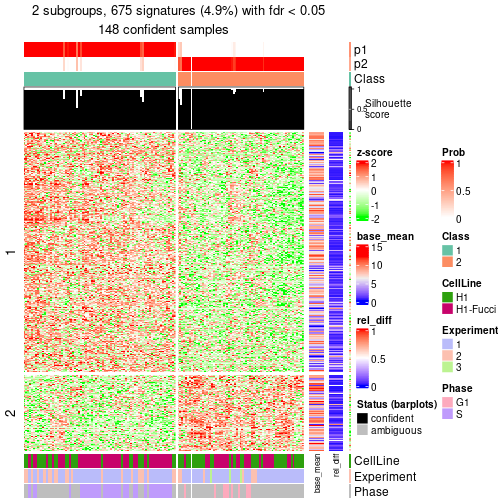 2 subgroups, 675 signatures (4.9%) with fdr < 0.05
148 confident samples
p1
p2
Class
1
0.5
0
Silhouette
score
1
2
CellLine
Experiment
Phase
base_mean
rel_diff
z-score
2
1
0
-1
-2
base_mean
15
10
5
0
rel_diff
1
0.5
0
Status (barplots)
confident
ambiguous
Prob
1
0.5
0
Class
1
2
CellLine
H1
H1-Fucci
Experiment
1
2
3
Phase
G1
S